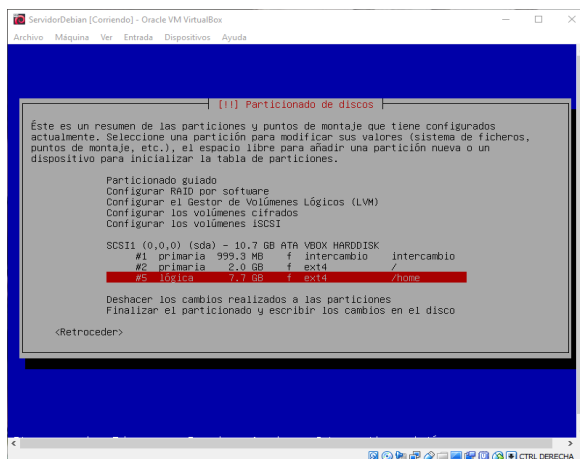 ServidorDebian [Corriendo] - Oracle VM VirtualBox
Archivo Máquina Ver Entrada Dispositivos Ayuda
[!!] Particionado de discos
Éste es un resumen de las particiones y puntos de montaje que tiene configurados
actualmente. Seleccione una partición para modificar sus valores (sistema de ficheros,
puntos de montaje, etc.), el espacio libre para añadir una partición nueva o un
dispositivo para inicializar la tabla de particiones.
Particionado guiado
Configurar RAID por software
Configurar el Gestor de Volúmenes Lógicos (LVM)
Configurar los volúmenes cifrados
Configurar los volúmenes iSCSI
SCSI1 (0,0,0) (sda) - 10.7 GB ATA VBOX HARDDISK
#1 primaria 999.3 MB f intercambio intercambio
#2 primaria 2.0 GB f ext4 /
#5 lógica 7.7 GB f ext4 /home
Deshacer los cambios realizados a las particiones
Finalizar el particionado y escribir los cambios en el disco
<Retroceder>
CTRL DERECHA